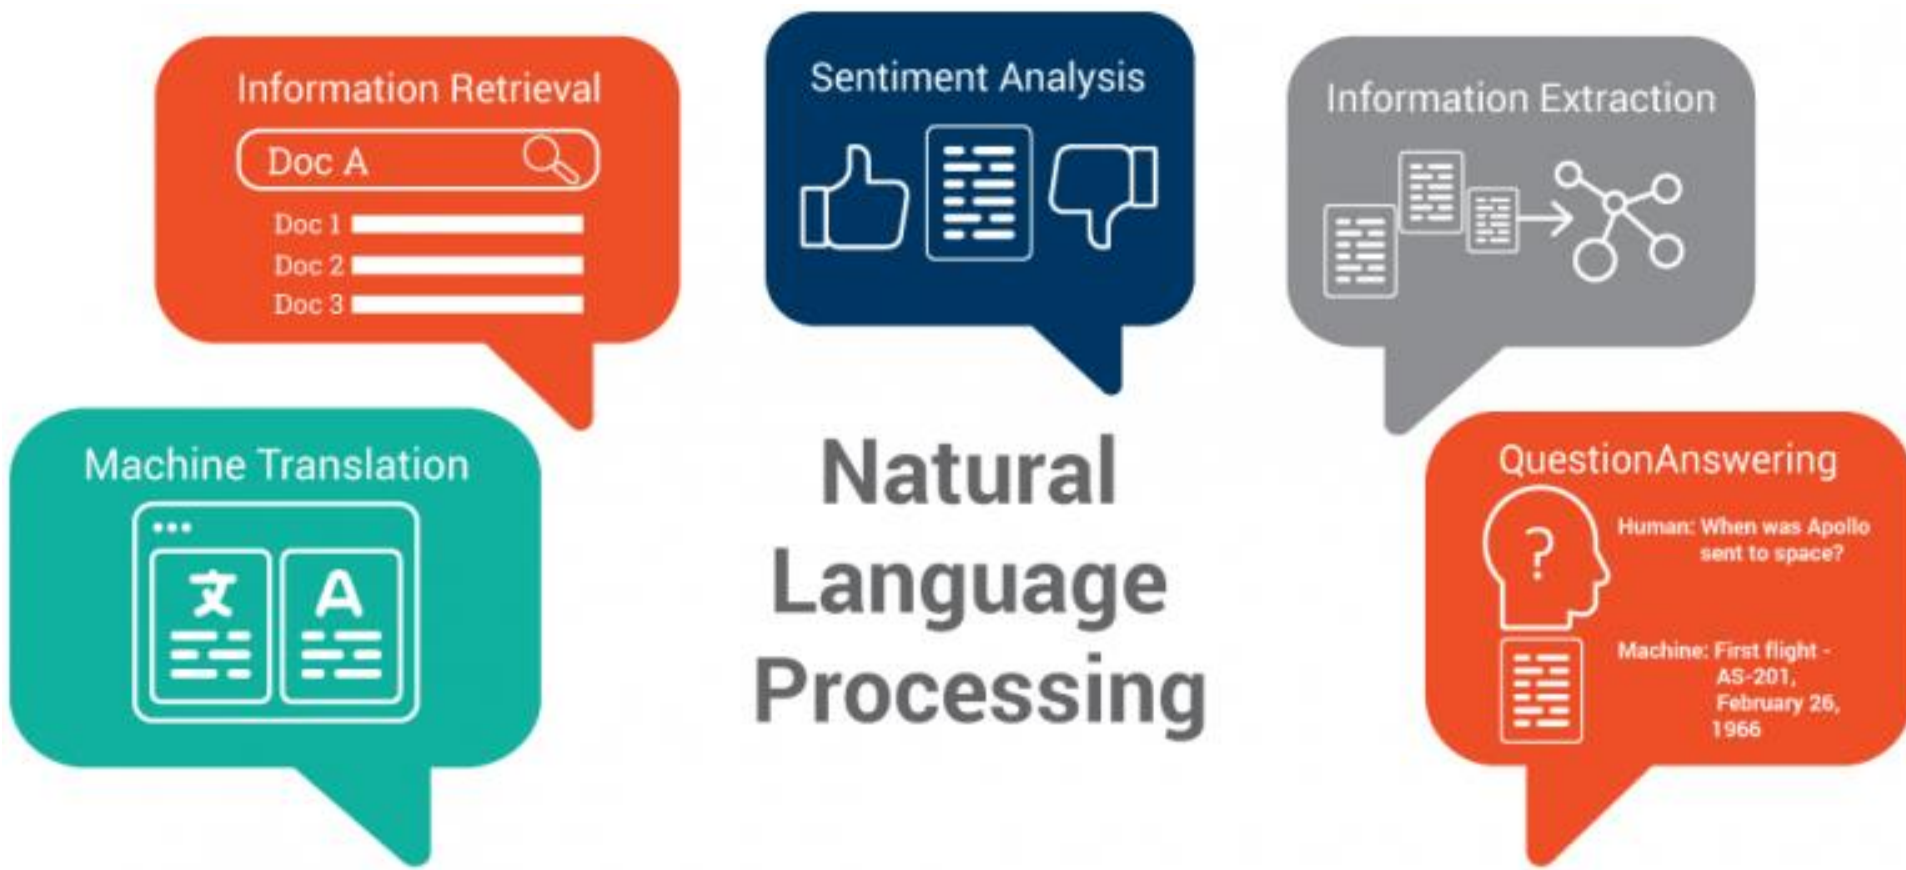 Information Retrieval
Doc A
Doc 1
Doc 2
Doc 3
Sentiment Analysis
Information Extraction
Machine Translation
文 A
Natural
Language
Processing
QuestionAnswering
?
Human: When was Apollo
sent to space?
Machine: First flight -
AS-201,
February 26,
1966